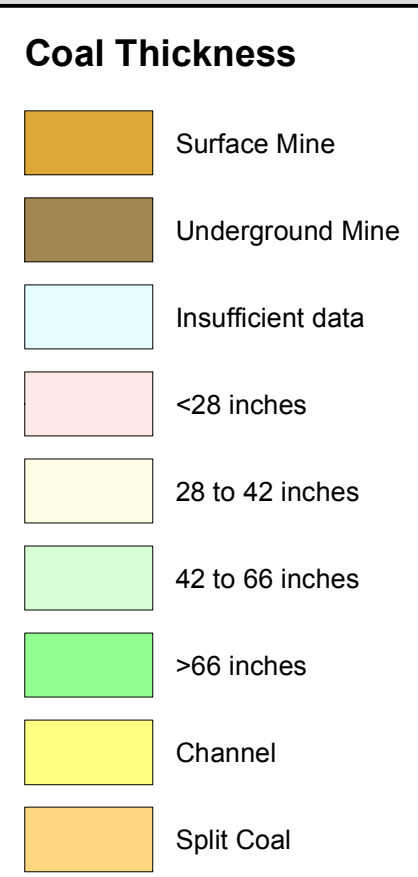 Coal Thickness
Surface Mine
Underground Mine
Insufficient data
<28 inches
28 to 42 inches
42 to 66 inches
>66 inches
Channel
Split Coal